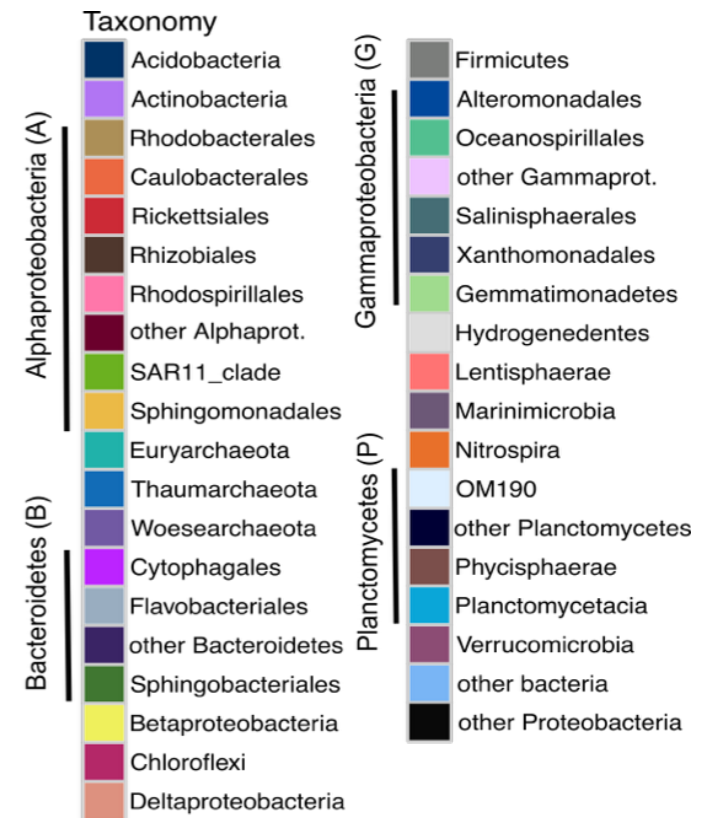 Taxonomy
Alphaproteobacteria (A)
Bacteroidetes (B)
Acidobacteria
Actinobacteria
Rhodobacterales
Caulobacterales
Rickettsiales
Rhizobiales
Rhodospirillales
other Alphaprot.
SAR11_clade
Sphingomonadales
Euryarchaeota
Thaumarchaeota
Woesearchaeota
Cytophagales
Flavobacteriales
other Bacteroidetes
Sphingobacteriales
Betaproteobacteria
Chloroflexi
Deltaproteobacteria
Gammaproteobacteria (G)
Planctomycetes (P)
Firmicutes
Alteromonadales
Oceanospirillales
other Gammaprot.
Salinisphaerales
Xanthomonadales
Gemmatimonadetes
Hydrogenedentes
Lentisphaerae
Marinimicrobia
Nitrospira
OM190
other Planctomycetes
Phycisphaerae
Planctomycetacia
Verrucomicrobia
other bacteria
other Proteobacteria